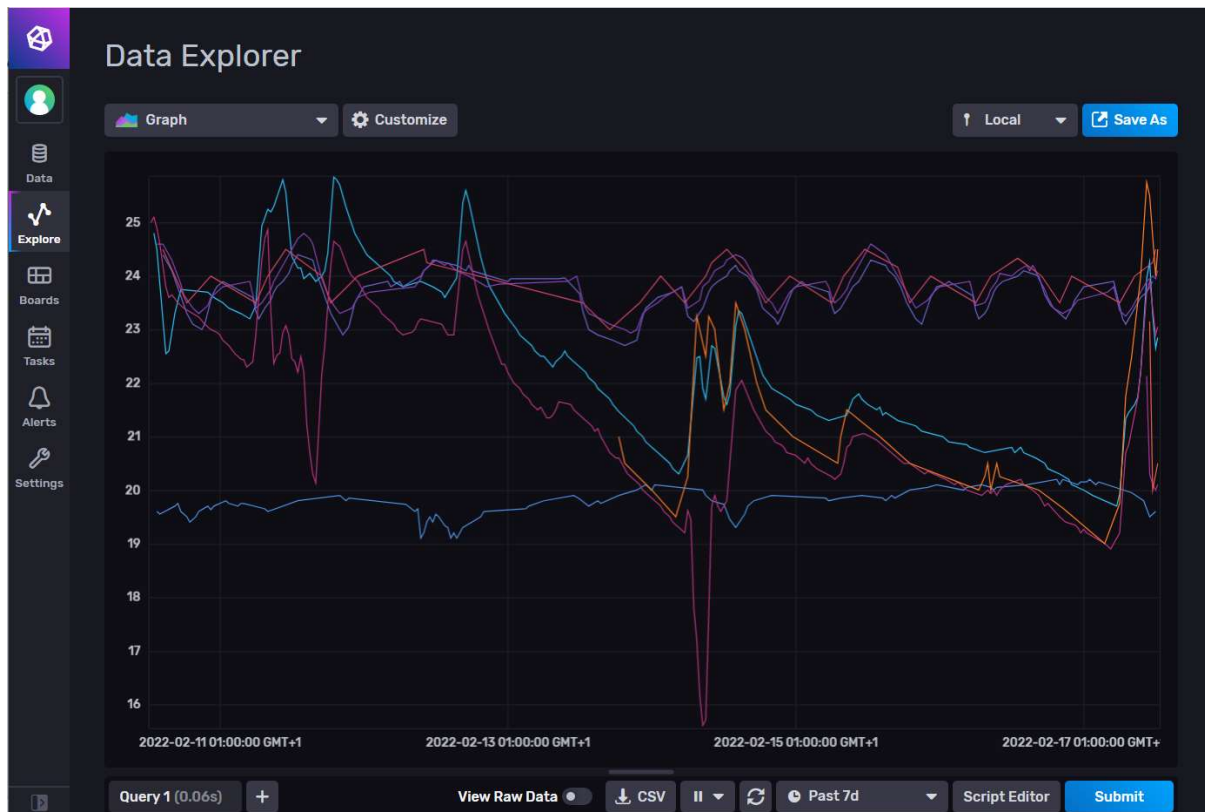 Data Explorer
Graph
Customize
Local
Save As
Data
Explore
Boards
Tasks
Alerts
Settings
25
24
23
22
21
20
19
18
17
16
2022-02-11 01:00:00 GMT+1
2022-02-13 01:00:00 GMT+1
2022-02-15 01:00:00 GMT+1
2022-02-17 01:00:00 GMT+
Query 1 (0.06s)
+
View Raw Data
CSV
Past 7d
Script Editor
Submit